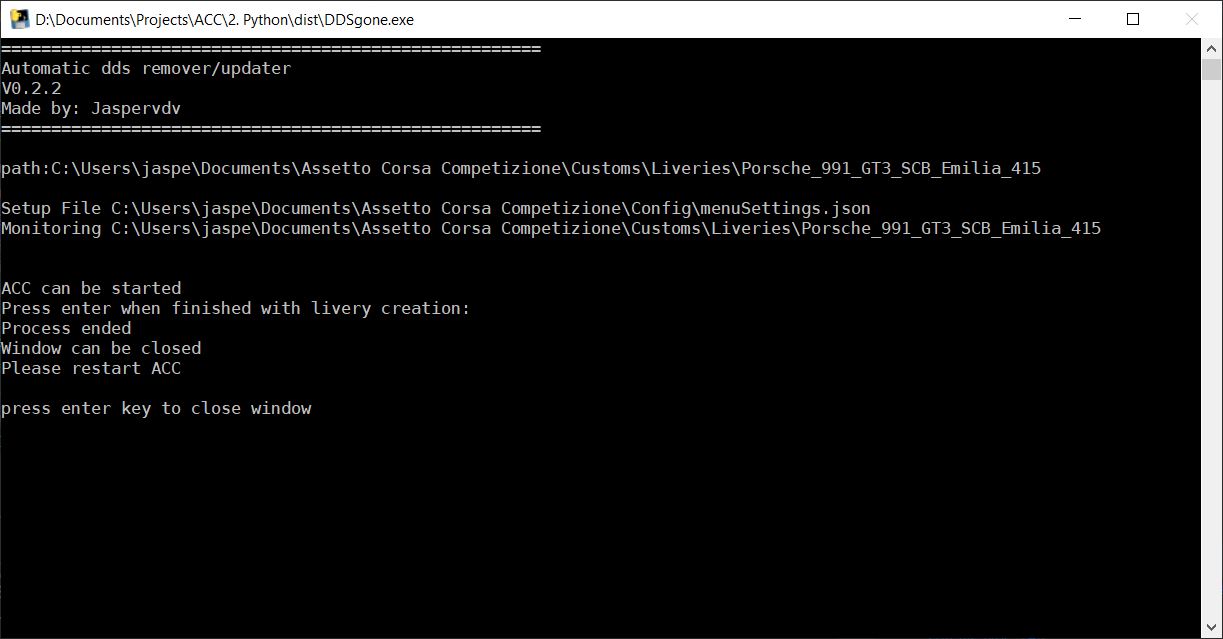 D:\Documents\Projects\ACC\2. Python\dist\DDSgone.exe
======================================================
Automatic dds remover/updater
V0.2.2
Made by: Jaspervdv
======================================================
path:C:\Users\jaspe\Documents\Assetto Corsa Competizione\Customs\Liveries\Porsche_991_GT3_SCB_Emilia_415
Setup File C:\Users\jaspe\Documents\Assetto Corsa Competizione\Config\menuSettings.json
Monitoring C:\Users\jaspe\Documents\Assetto Corsa Competizione\Customs\Liveries\Porsche_991_GT3_SCB_Emilia_415
ACC can be started
Press enter when finished with livery creation:
Process ended
Window can be closed
Please restart ACC
press enter key to close window